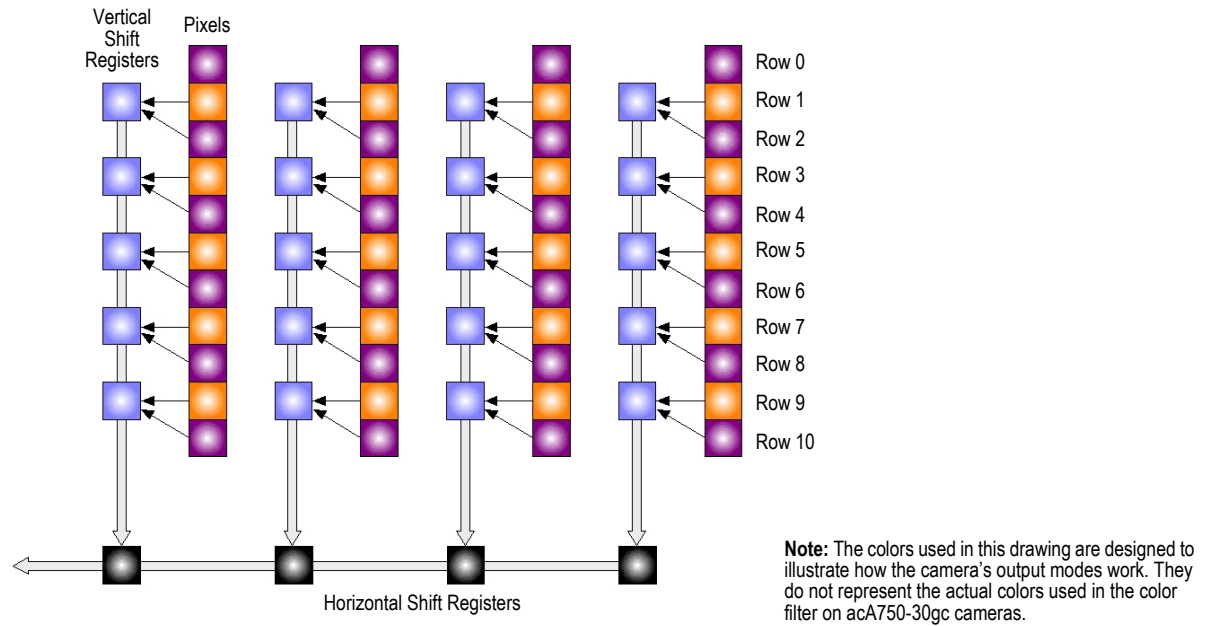 Vertical
Shift
Registers
Pixels
Row 0
Row 1
Row 2
Row 3
Row 4
Row 5
Row 6
Row 7
Row 8
Row 9
Row 10
Horizontal Shift Registers
Note: The colors used in this drawing are designed to
illustrate how the camera's output modes work. They
do not represent the actual colors used in the color
filter on acA750-30gc cameras.